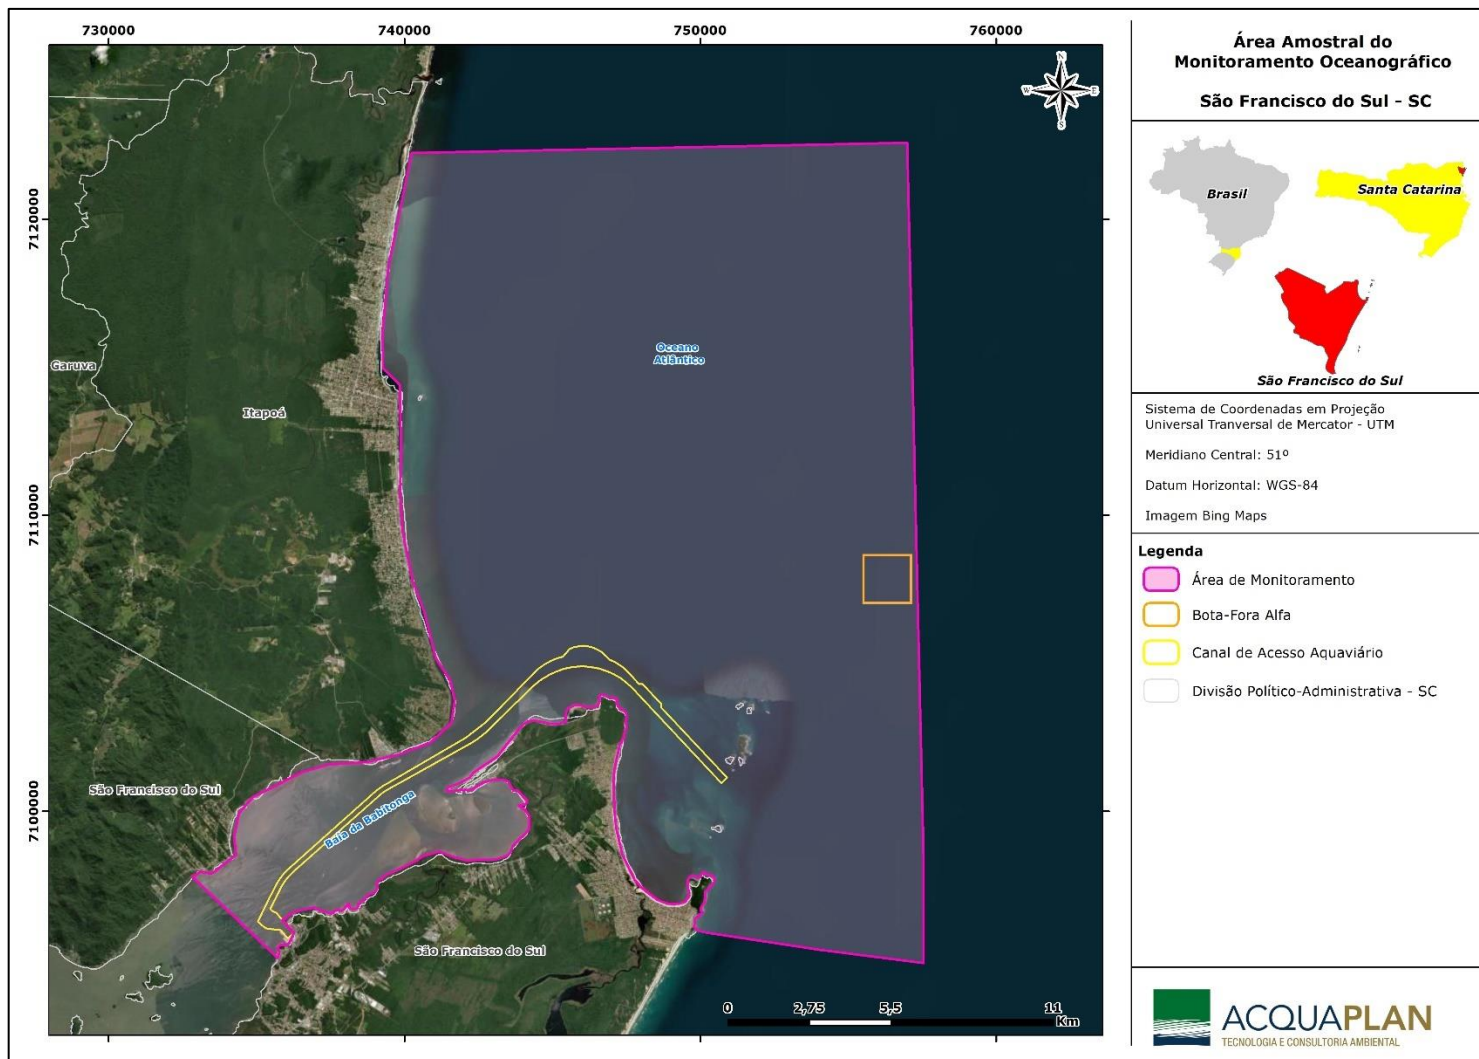 730000
740000
750000
760000
7120000
7110000
7100000
N
W
E
S
Oceano
Atlântico
Garuva
Itapoá
São Francisco do Sul
Baía da Babitonga
São Francisco do Sul
0
2,75
5,5
11
Km
Área Amostral do
Monitoramento Oceanográfico
São Francisco do Sul - SC
Brasil
Santa Catarina
São Francisco do Sul
Sistema de Coordenadas em Projeção
Universal Tranversal de Mercator - UTM
Meridiano Central: 51º
Datum Horizontal: WGS-84
Imagem Bing Maps
Legenda
Área de Monitoramento
Bota-Fora Alfa
Canal de Acesso Aquaviário
Divisão Político-Administrativa - SC
ACQUAPLAN
TECNOLOGIA E CONSULTORIA AMBIENTAL